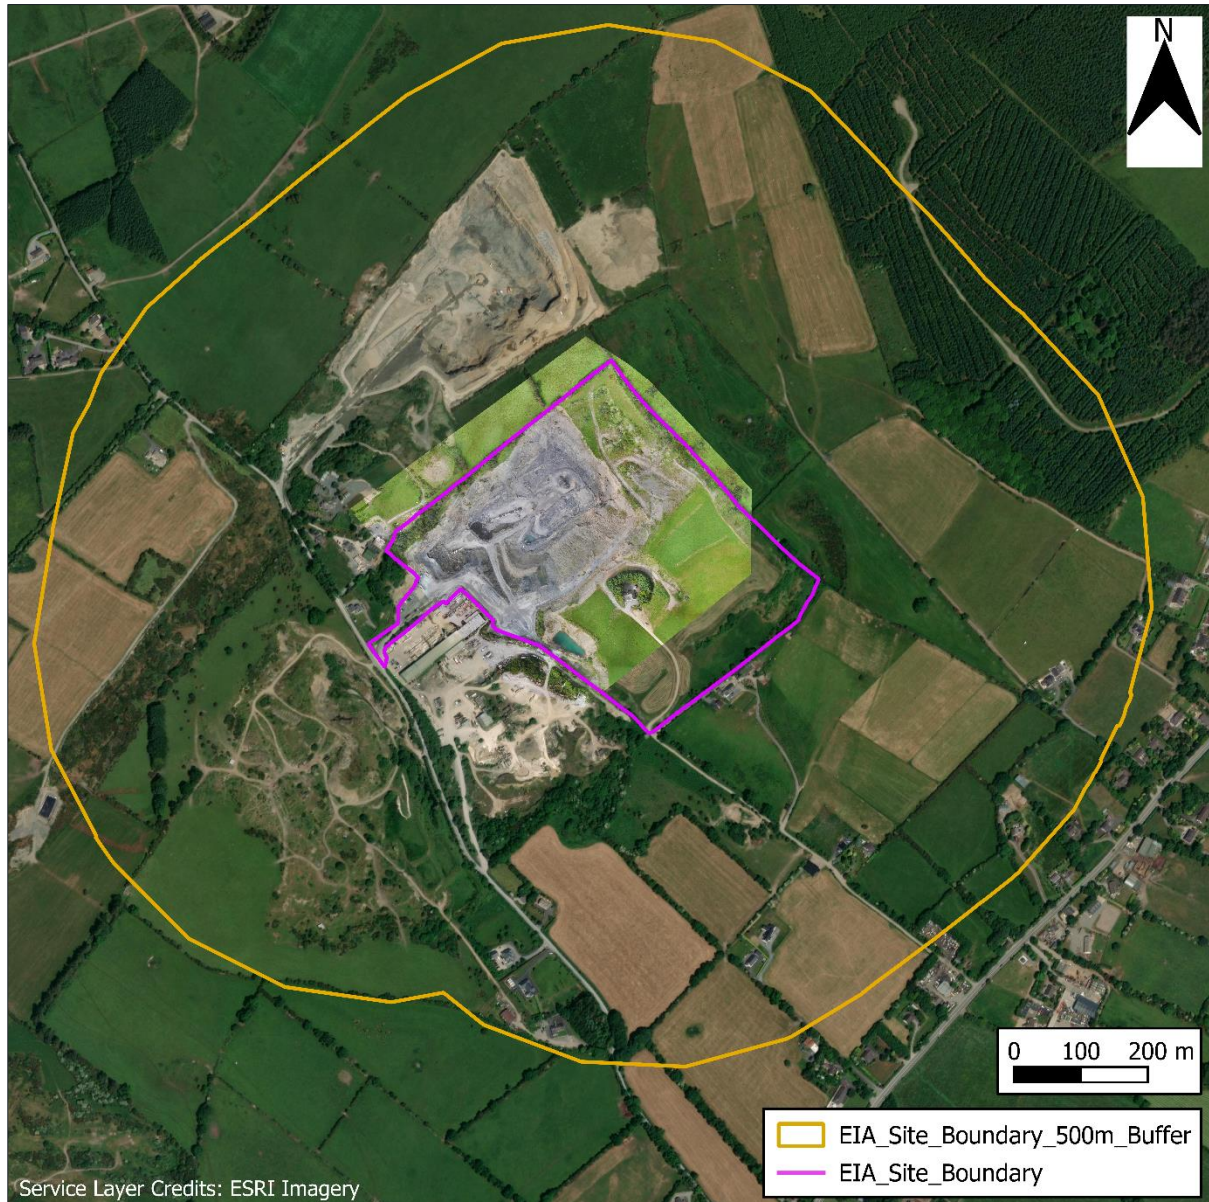 N
0 100 200 m
EIA_Site_Boundary_500m_Buffer
EIA_Site_Boundary
Service Layer Credits: ESRI Imagery